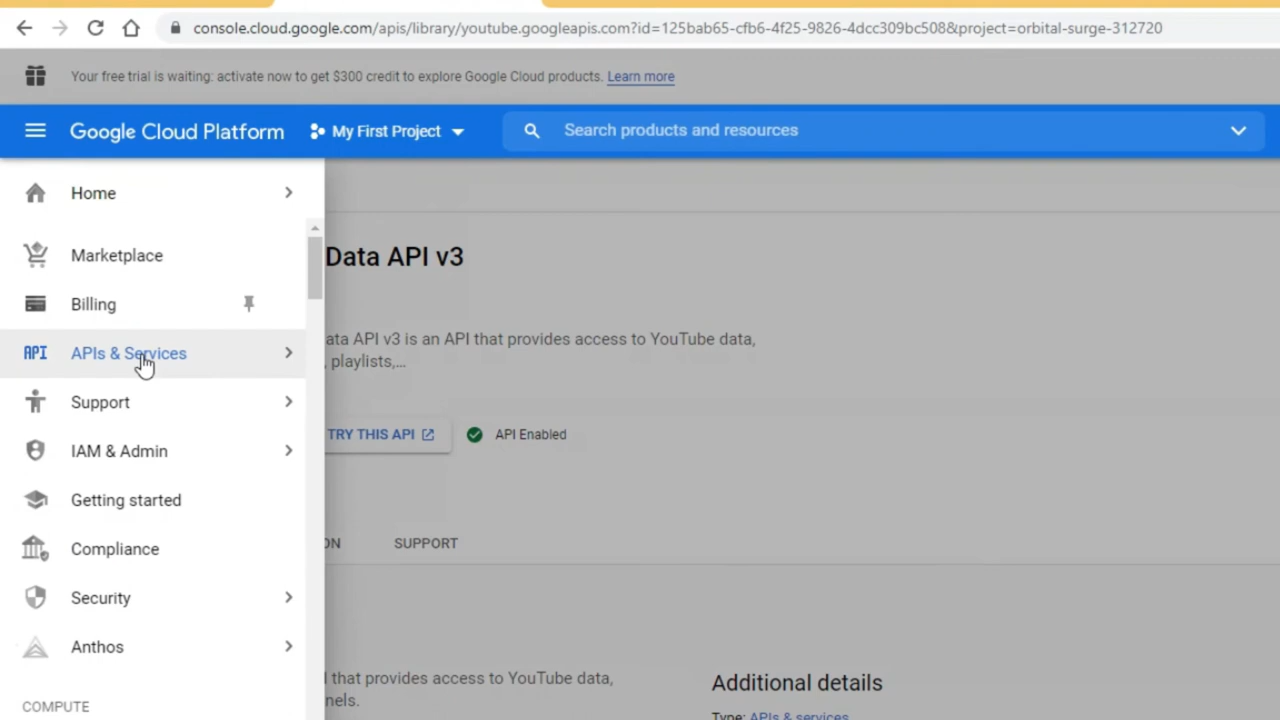 console.cloud.google.com/apis/library/youtube.googleapis.com?id=125bab65-cfb6-4f25-9826-4dcc309bc508&project=orbital-surge-312720
Your free trial is waiting: activate now to get $300 credit to explore Google Cloud products. Learn more
Google Cloud Platform
My First Project
Search products and resources
Home
Marketplace
Billing
API
APIs & Services
Support
IAM & Admin
Getting started
Compliance
Security
Anthos
COMPUTE
Data API v3
ata API v3 is an API that provides access to YouTube data,
, playlists,...
TRY THIS API
API Enabled
ON
SUPPORT
that provides access to YouTube data,
nels.
Additional details
Type: APIs & services